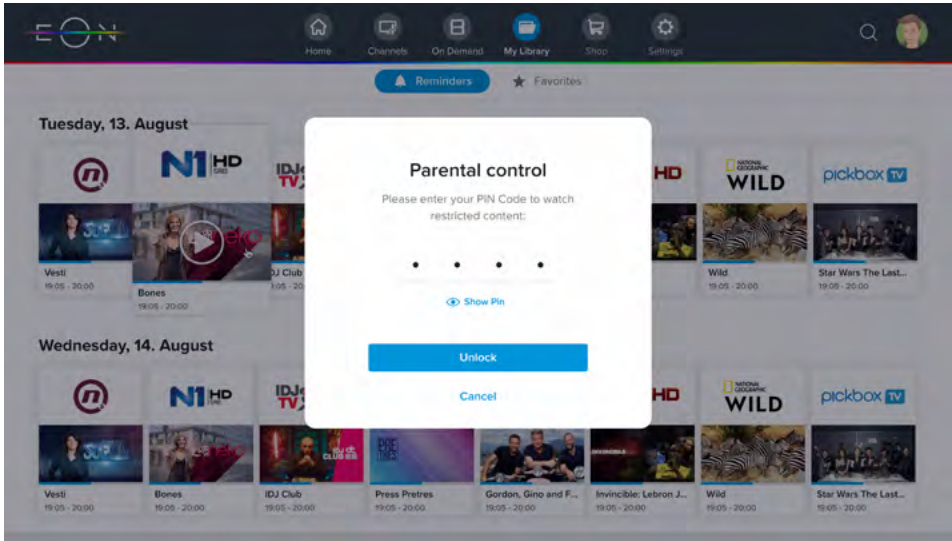 EON
Home
Channels
On Demand
My Library
Shop
Settings
Reminders
Favorites
Tuesday, 13. August
n
N1 HD
SRB
IDJ
TV
HD
NATIONAL
GEOGRAPHIC
WILD
pickbox TV
Vesti
19:05 - 20:00
Bones
19:05 - 20:00
DJ Club
Wild
19:05 - 20:00
Star Wars The Last...
19:05 - 20:00
Parental control
Please enter your PIN Code to watch
restricted content:
Show Pin
Unlock
Cancel
Wednesday, 14. August
n
N1 HD
SRB
IDJ
TV
HD
NATIONAL
GEOGRAPHIC
WILD
pickbox TV
IDJ
CLUB
PRE
TRES
Vesti
19:05 - 20:00
Bones
19:05 - 20:00
IDJ Club
19:05 - 20:00
Press Pretres
19:05 - 20:00
Gordon, Gino and F...
19:05 - 20:00
Invincible: Lebron J...
19:05 - 20:00
Wild
19:05 - 20:00
Star Wars The Last...
19:05 - 20:00